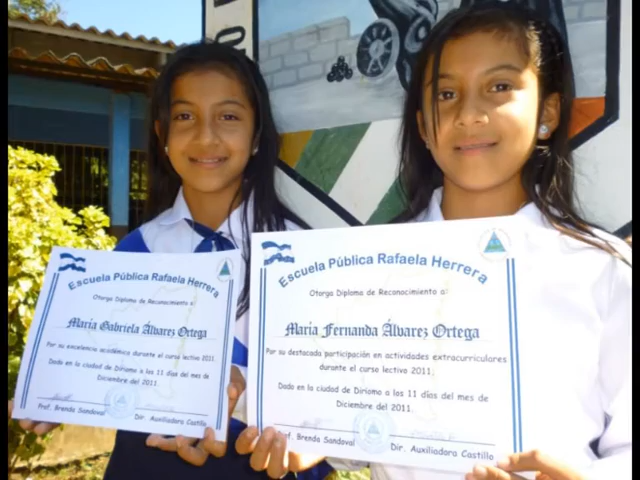 Escuela Pública Rafaela Herrera
Otorga Diploma de Reconocimiento a:
María Gabriela Álvarez Ortega
Por su excelencia académica durante el curso lectivo 2011
Dado en la ciudad de Diriomo a los 11 días del mes de
Diciembre del 2011.
Prof. Brenda Sandoval
Dir. Auxiliadora Castillo
Escuela Pública Rafaela Herrera
Otorga Diploma de Reconocimiento a:
María Fernanda Álvarez Ortega
Por su destacada participación en actividades extracurriculares
durante el curso lectivo 2011;
Dado en la ciudad de Diriomo a los 11 días del mes de
Diciembre del 2011.
Prof. Brenda Sandoval
Dir. Auxiliadora Castillo